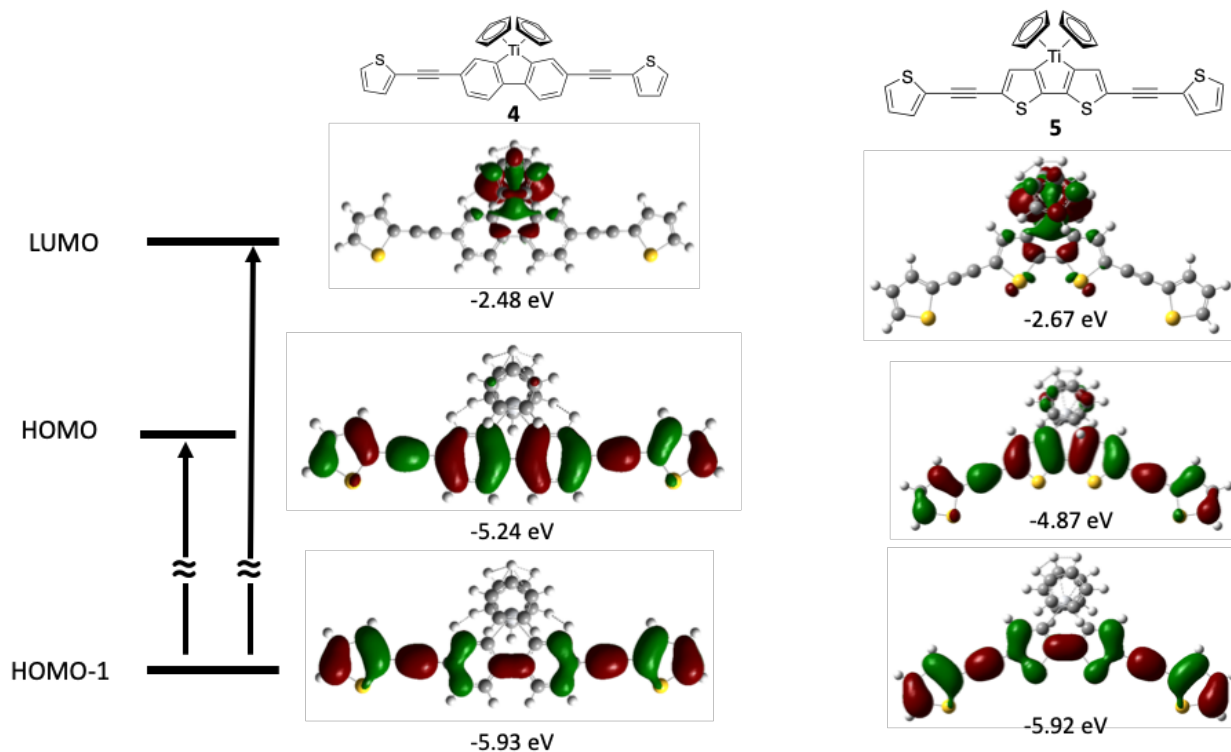 Ti
S
S
4
Ti
S
S
S
S
5
LUMO
-2.48 eV
-2.67 eV
HOMO
-5.24 eV
-4.87 eV
≈
≈
HOMO-1
-5.93 eV
-5.92 eV